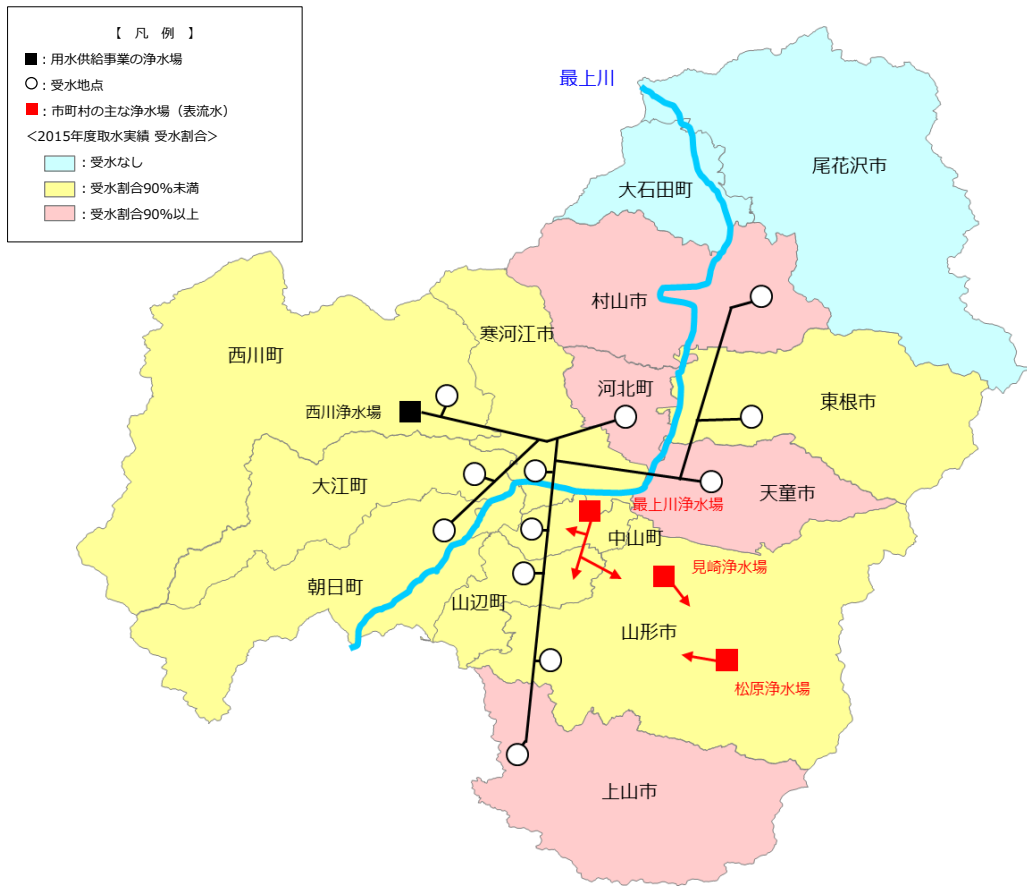 【 凡 例 】
■：用水供給事業の浄水場
○：受水地点
■：市町村の主な浄水場（表流水）
＜2015年度取水実績 受水割合＞
：受水なし
：受水割合90％未満
：受水割合90％以上
最上川
尾花沢市
大石田町
村山市
寒河江市
西川町
河北町
東根市
西川浄水場
大江町
天童市
最上川浄水場
中山町
見崎浄水場
朝日町
山辺町
山形市
松原浄水場
上山市